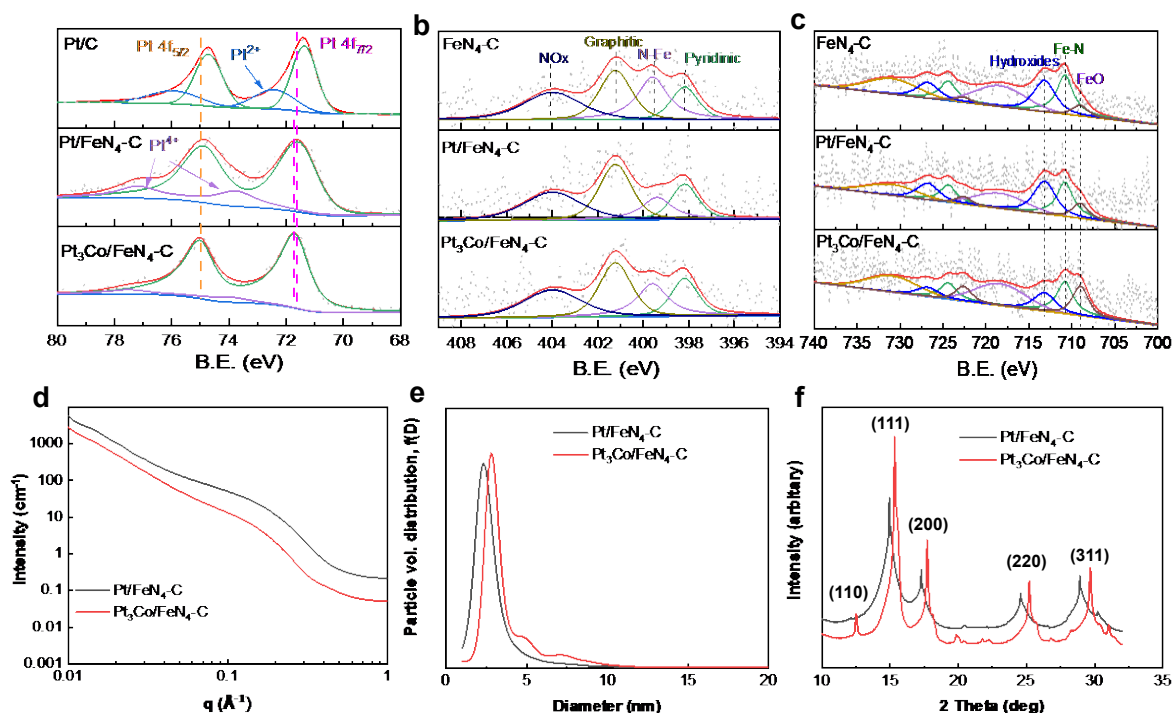 b
c
Pt/C
Pt 4f5/2
Pt2+
Pt 4f7/2
Pt/FeN4-C
Pt4+
Pt3Co/FeN4-C
80 78 76 74 72 70 68
B.E. (eV)
FeN4-C
NOx
Graphitic
N-Fe
Pyridinic
Pt/FeN4-C
Pt3Co/FeN4-C
408 406 404 402 400 398 396 394
B.E. (eV)
FeN4-C
Hydroxides
Fe-N
FeO
Pt/FeN4-C
Pt3Co/FeN4-C
740 735 730 725 720 715 710 705 700
B.E. (eV)
d
Intensity (cm-1)
1000
100
10
1
0.1
0.01
0.001
Pt/FeN4-C
Pt3Co/FeN4-C
0.01 0.1 1
q (Å-1)
e
Particle vol. distribution, f(D)
Pt/FeN4-C
Pt3Co/FeN4-C
0 5 10 15 20
Diameter (nm)
f
Intensity (arbitary)
Pt/FeN4-C
Pt3Co/FeN4-C
(110)
(111)
(200)
(220)
(311)
10 15 20 25 30 35
2 Theta (deg)